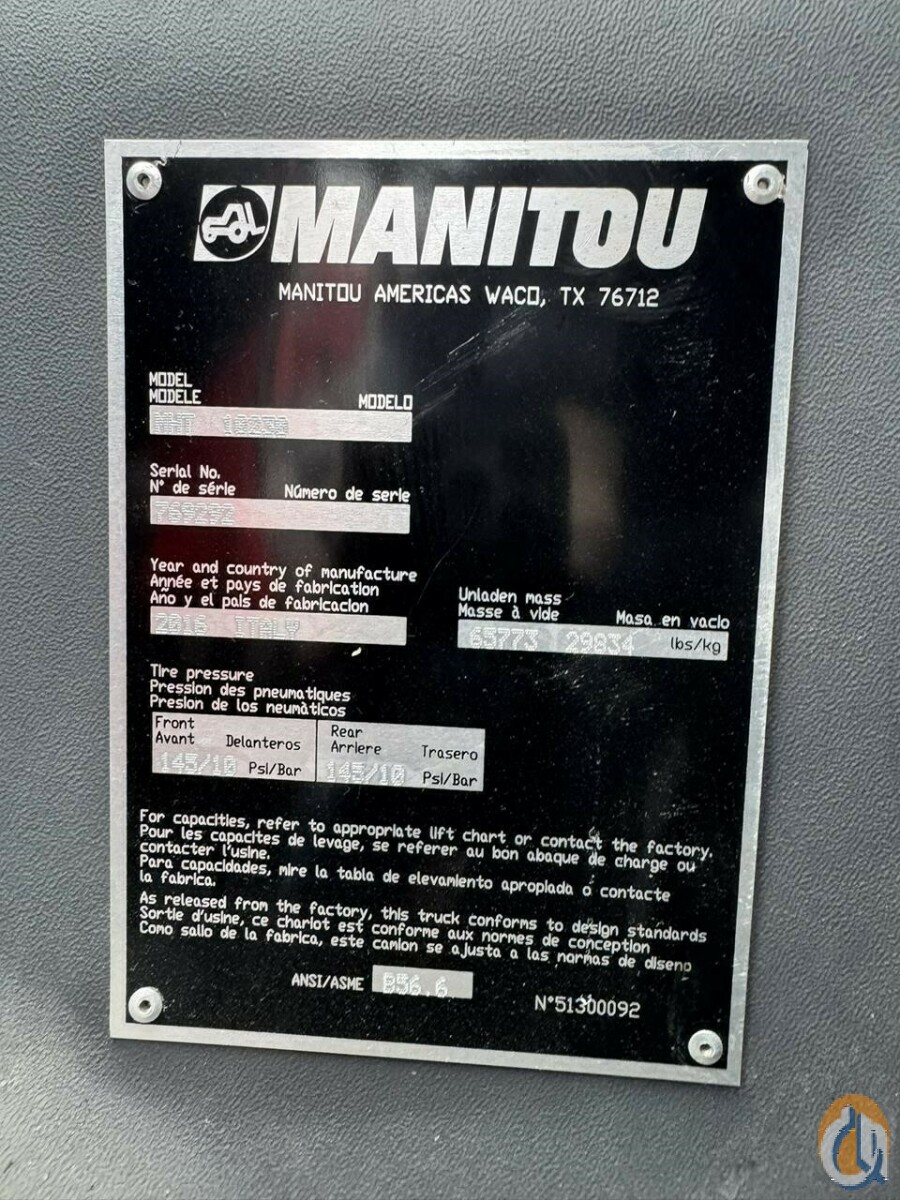 MANITOU
MANITOU AMERICAS WACO, TX 76712
MODEL
MODELE MODELO
MHT 10230
Serial No.
N° de série Número de serie
769292
Year and country of manufacture
Année et pays de fabrication
Año y el pais de fabricacion
2016 ITALY
Unladen mass
Masse à vide Masa en vacio
65773 29834 lbs/kg
Tire pressure
Pression des pneumatiques
Presion de los neumàticos
Front
Avant Delanteros
145/10 Psi/Bar
Rear
Arriere Trasero
145/10 Psi/Bar
For capacities, refer to appropriate lift chart or contact the factory.
Pour les capacites de levage, se referer au bon abaque de charge ou
contacter l'usine.
Para capacidades, mire la tabla de elevamiento apropiada o contacte
la fabrica.
As released from the factory, this truck conforms to design standards
Sortie d'usine, ce chariot est conforme aux normes de conception
Como salio de la fabrica, este camion se ajusta a las normas de diseno
ANSI/ASME B56.6
N°51300092